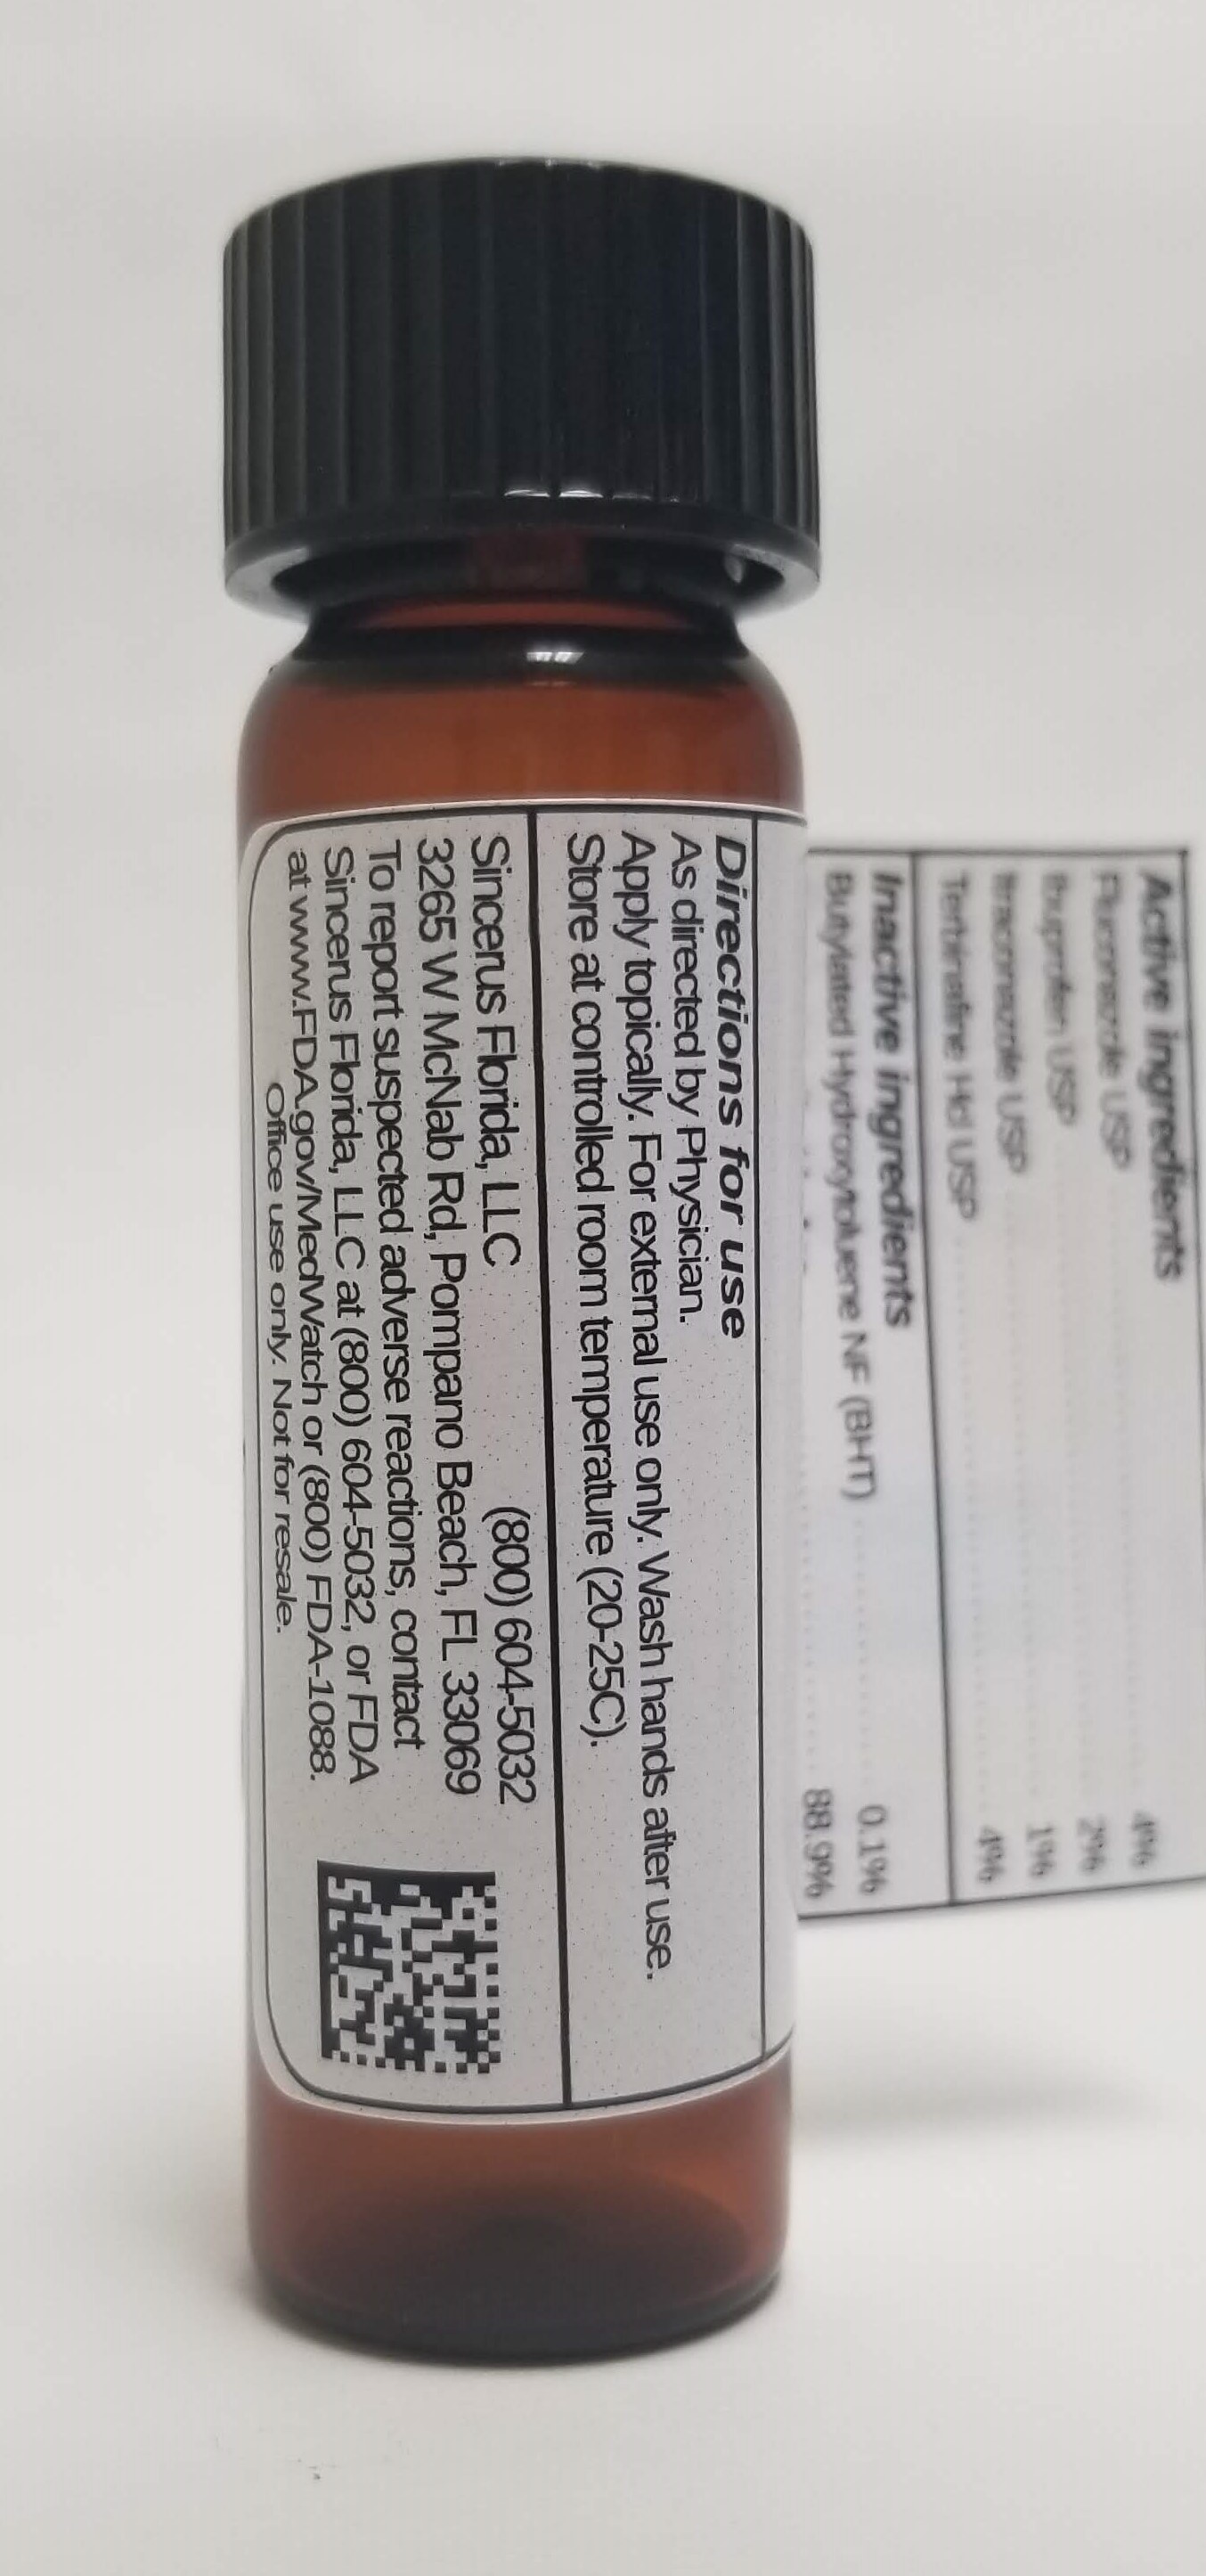 Active ingredients
Fluconazole USP ........ 4%
Ibuprofen USP ........ 2%
Itraconazole USP ........ 1%
Terbinafine Hcl USP ........ 4%
Inactive ingredients
Butylated Hydroxytoluene NF (BHT) ........ 0.1%
........ 88.9%
Directions for use
As directed by Physician.
Apply topically. For external use only. Wash hands after use.
Store at controlled room temperature (20-25C).
Sincerus Florida, LLC (800) 604-5032
3265 W McNab Rd, Pompano Beach, FL 33069
To report suspected adverse reactions, contact
Sincerus Florida, LLC at (800) 604-5032, or FDA
at www.FDA.gov/MedWatch or (800) FDA-1088.
Office use only. Not for resale.